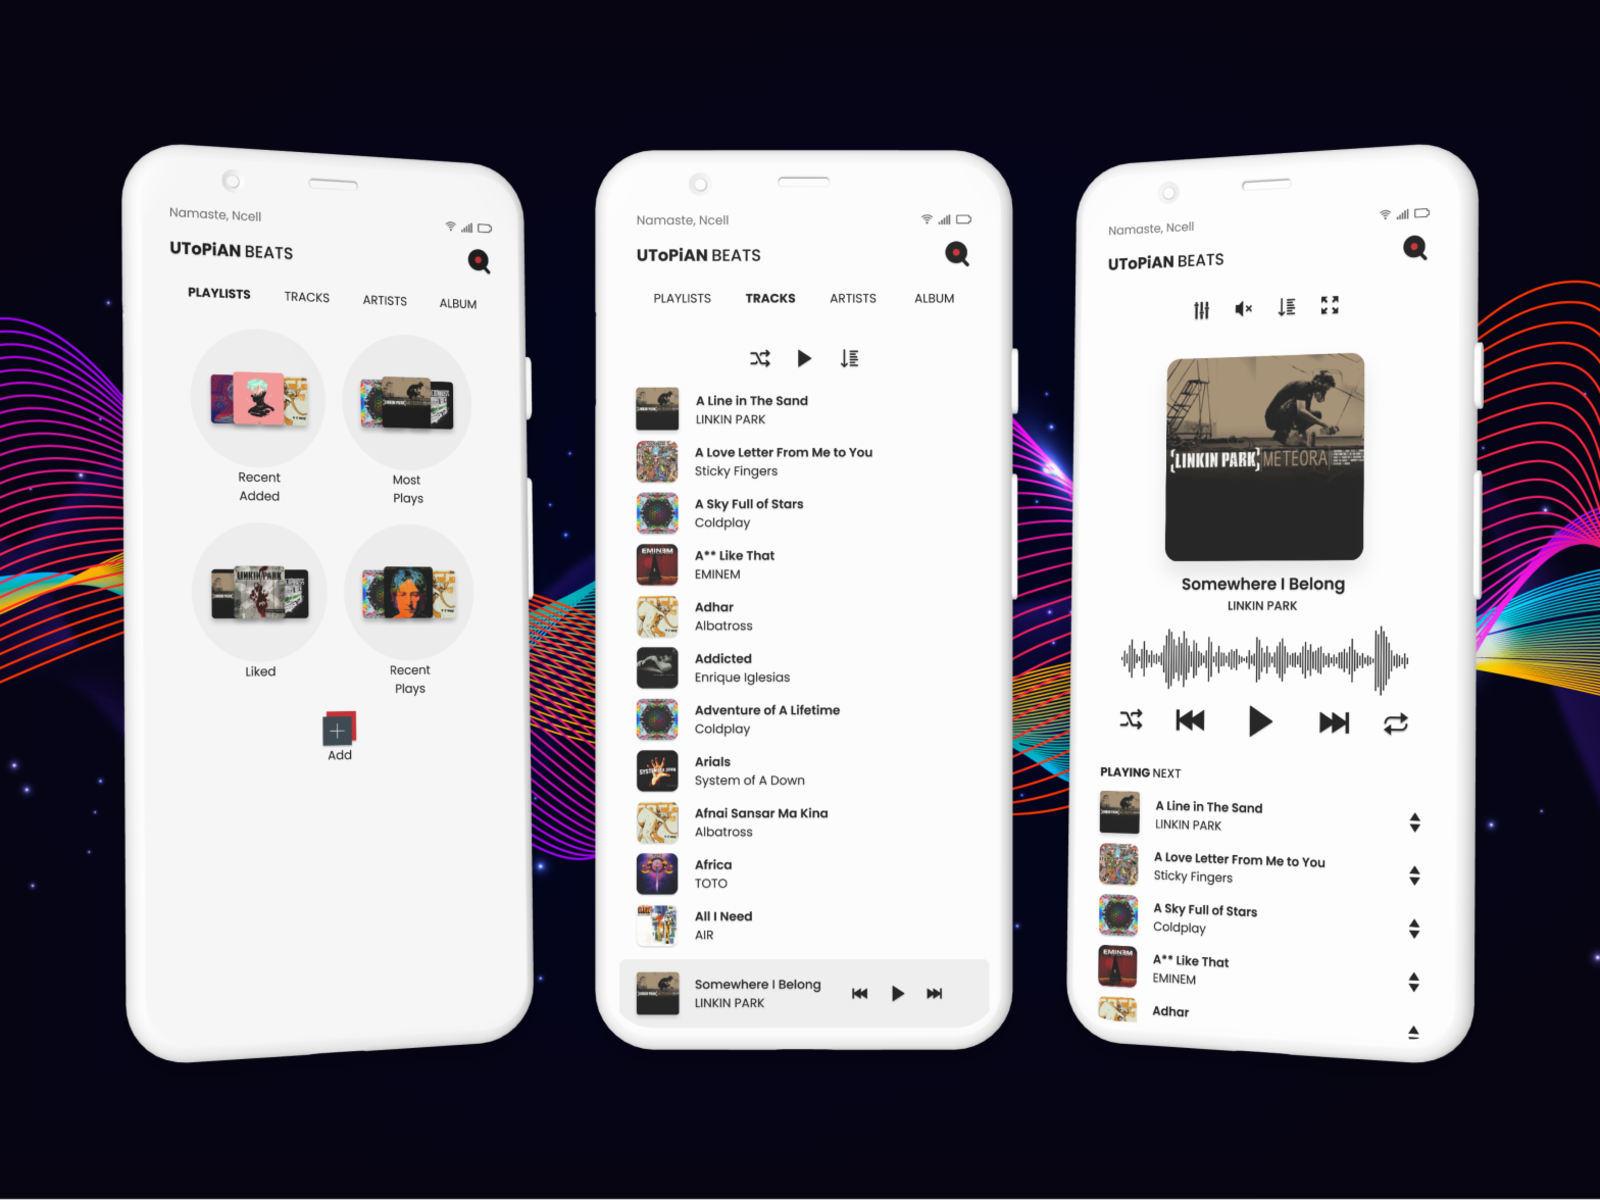 Namaste, Ncell
UToPiAN BEATS
PLAYLISTS TRACKS ARTISTS ALBUM
Recent
Added
Most
Plays
LINKIN PARK
Liked
Recent
Plays
Add
Namaste, Ncell
UToPiAN BEATS
PLAYLISTS TRACKS ARTISTS ALBUM
A Line in The Sand
LINKIN PARK
A Love Letter From Me to You
Sticky Fingers
A Sky Full of Stars
Coldplay
EMINEM
A** Like That
EMINEM
Adhar
Albatross
Addicted
Enrique Iglesias
Adventure of A Lifetime
Coldplay
Arials
System of A Down
Afnai Sansar Ma Kina
Albatross
Africa
TOTO
All I Need
AIR
Somewhere I Belong
LINKIN PARK
Namaste, Ncell
UToPiAN BEATS
[LINKIN PARK] METEORA
Somewhere I Belong
LINKIN PARK
PLAYING NEXT
A Line in The Sand
LINKIN PARK
A Love Letter From Me to You
Sticky Fingers
A Sky Full of Stars
Coldplay
EMINEM
A** Like That
EMINEM
Adhar